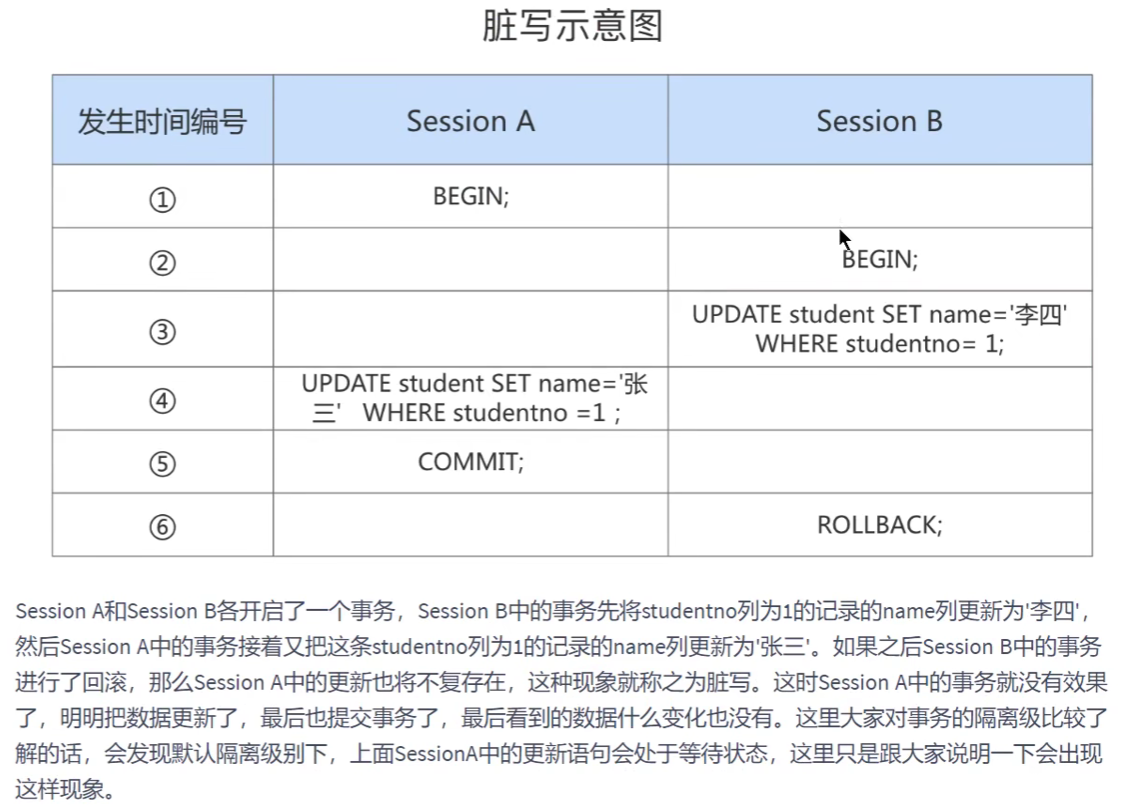 脏写示意图
发生时间编号 Session A Session B
① BEGIN;
② BEGIN;
③ UPDATE student SET name='李四'
WHERE studentno= 1;
④ UPDATE student SET name='张
三' WHERE studentno =1 ;
⑤ COMMIT;
⑥ ROLLBACK;
Session A和Session B各开启了一个事务，Session B中的事务先将studentno列为1的记录的name列更新为'李四'，
然后Session A中的事务接着又把这条studentno列为1的记录的name列更新为'张三'。如果之后Session B中的事务
进行了回滚，那么Session A中的更新也将不复存在，这种现象就称之为脏写。这时Session A中的事务就没有效果
了，明明把数据更新了，最后也提交事务了，最后看到的数据什么变化也没有。这里大家对事务的隔离级比较了
解的话，会发现默认隔离级别下，上面SessionA中的更新语句会处于等待状态，这里只是跟大家说明一下会出现
这样现象。